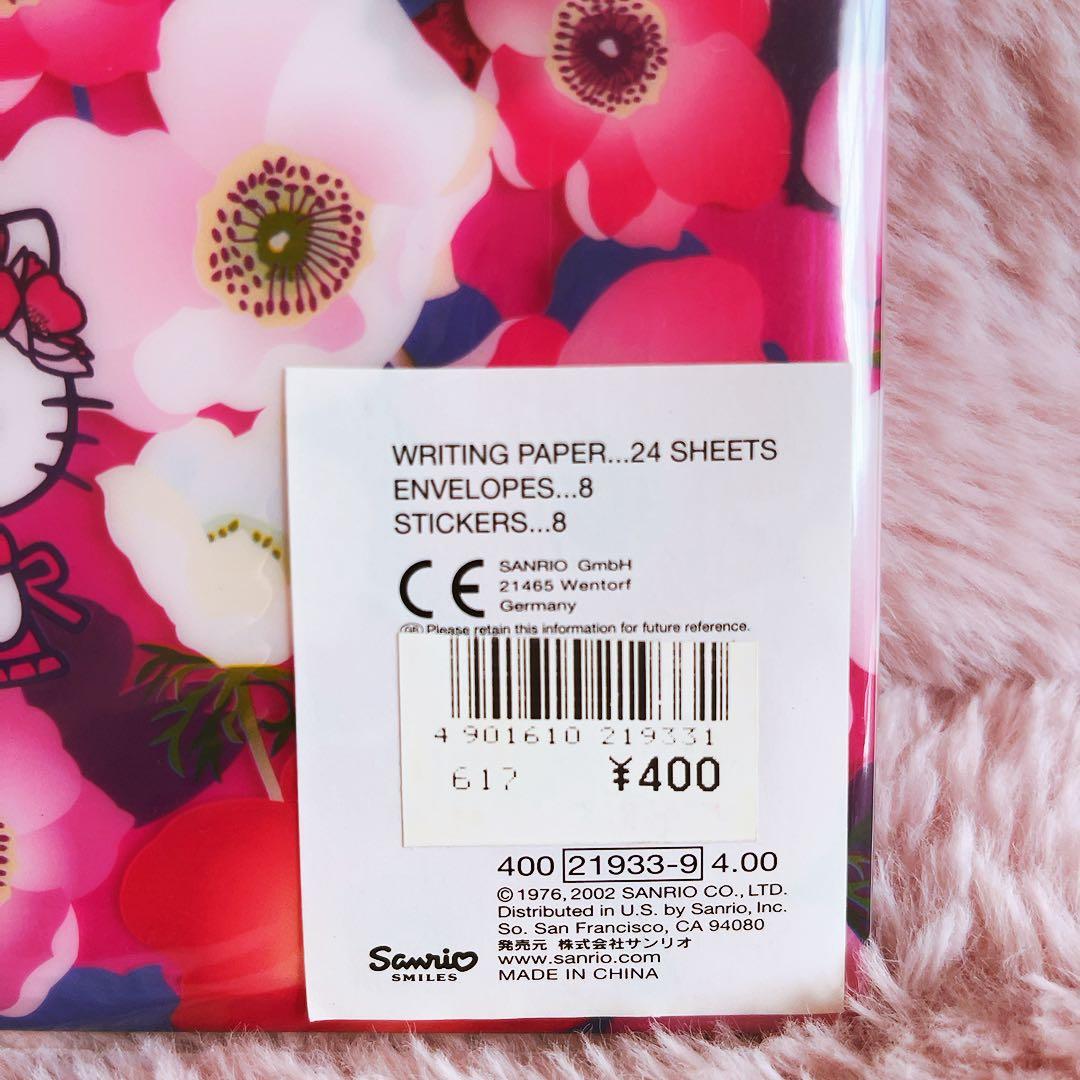 WRITING PAPER...24 SHEETS
ENVELOPES...8
STICKERS...8
CE
SANRIO GmbH
21465 Wentorf
Germany
GB Please retain this information for future reference.
4 901610 219331
617 ¥400
400 21933-9 4.00
© 1976, 2002 SANRIO CO., LTD.
Distributed in U.S. by Sanrio, Inc.
So. San Francisco, CA 94080
発売元 株式会社サンリオ
www.sanrio.com
MADE IN CHINA
Sanrio
SMILES